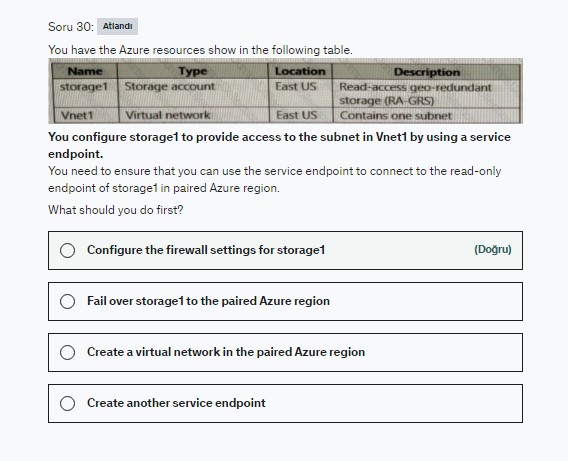 Soru 30: Atlandı
You have the Azure resources show in the following table.
Name Type Location Description
storage1 Storage account East US Read-access geo-redundant
storage (RA-GRS)
Vnet1 Virtual network East US Contains one subnet
You configure storage1 to provide access to the subnet in Vnet1 by using a service
endpoint.
You need to ensure that you can use the service endpoint to connect to the read-only
endpoint of storage1 in paired Azure region.
What should you do first?
Configure the firewall settings for storage1 (Doğru)
Fail over storage1 to the paired Azure region
Create a virtual network in the paired Azure region
Create another service endpoint